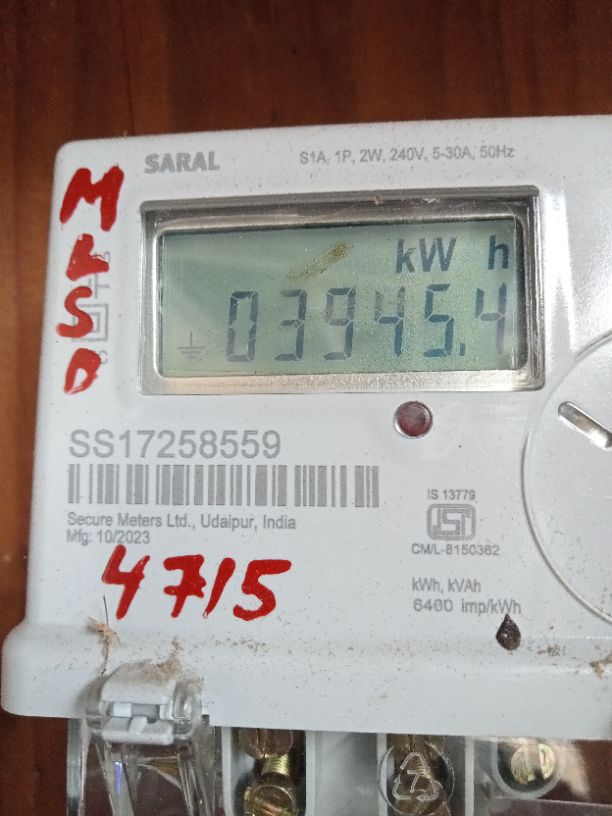 SARAL S1A, 1P, 2W, 240V, 5-30A, 50Hz
MLSD
kW h
03945.4
SS17258559
Secure Meters Ltd., Udaipur, India
Mfg: 10/2023
IS 13779
ISI
CM/L-8150362
4715
kWh, kVAh
6400 imp/kWh